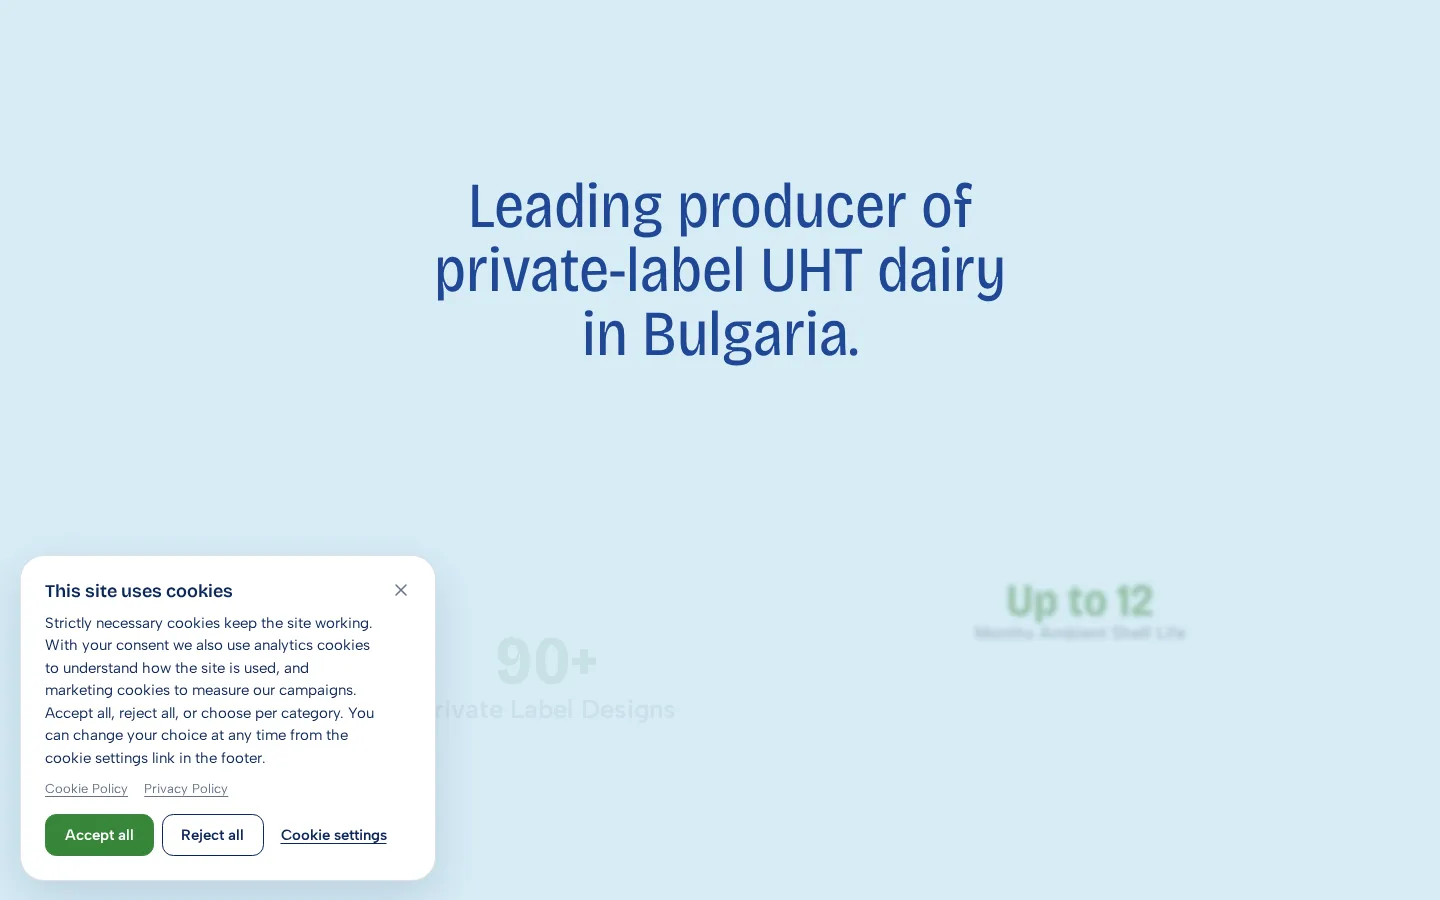 Leading producer of
private-label UHT dairy
in Bulgaria.
Up to 12
Months Ambient Shelf Life
90+
rivate Label Designs
This site uses cookies
Strictly necessary cookies keep the site working.
With your consent we also use analytics cookies
to understand how the site is used, and
marketing cookies to measure our campaigns.
Accept all, reject all, or choose per category. You
can change your choice at any time from the
cookie settings link in the footer.
Cookie Policy Privacy Policy
Accept all Reject all Cookie settings